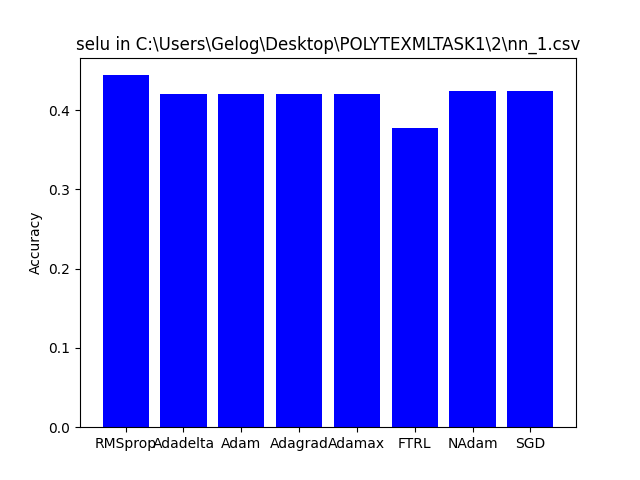 selu in C:\Users\Gelog\Desktop\POLYTEXMLTASK1\2\nn_1.csv
Accuracy
0.4
0.3
0.2
0.1
0.0
RMSprop Adadelta Adam Adagrad Adamax FTRL NAdam SGD